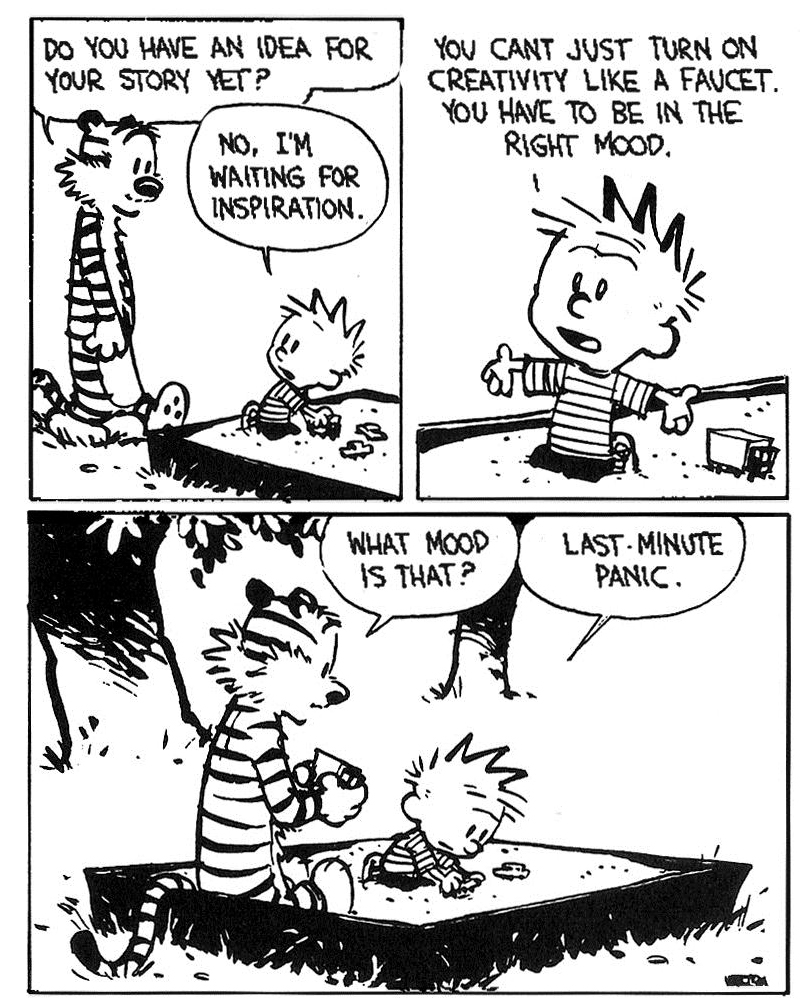 DO YOU HAVE AN IDEA FOR
YOUR STORY YET?
NO, I'M
WAITING FOR
INSPIRATION.
YOU CANT JUST TURN ON
CREATIVITY LIKE A FAUCET.
YOU HAVE TO BE IN THE
RIGHT MOOD.
WHAT MOOD
IS THAT?
LAST-MINUTE
PANIC.